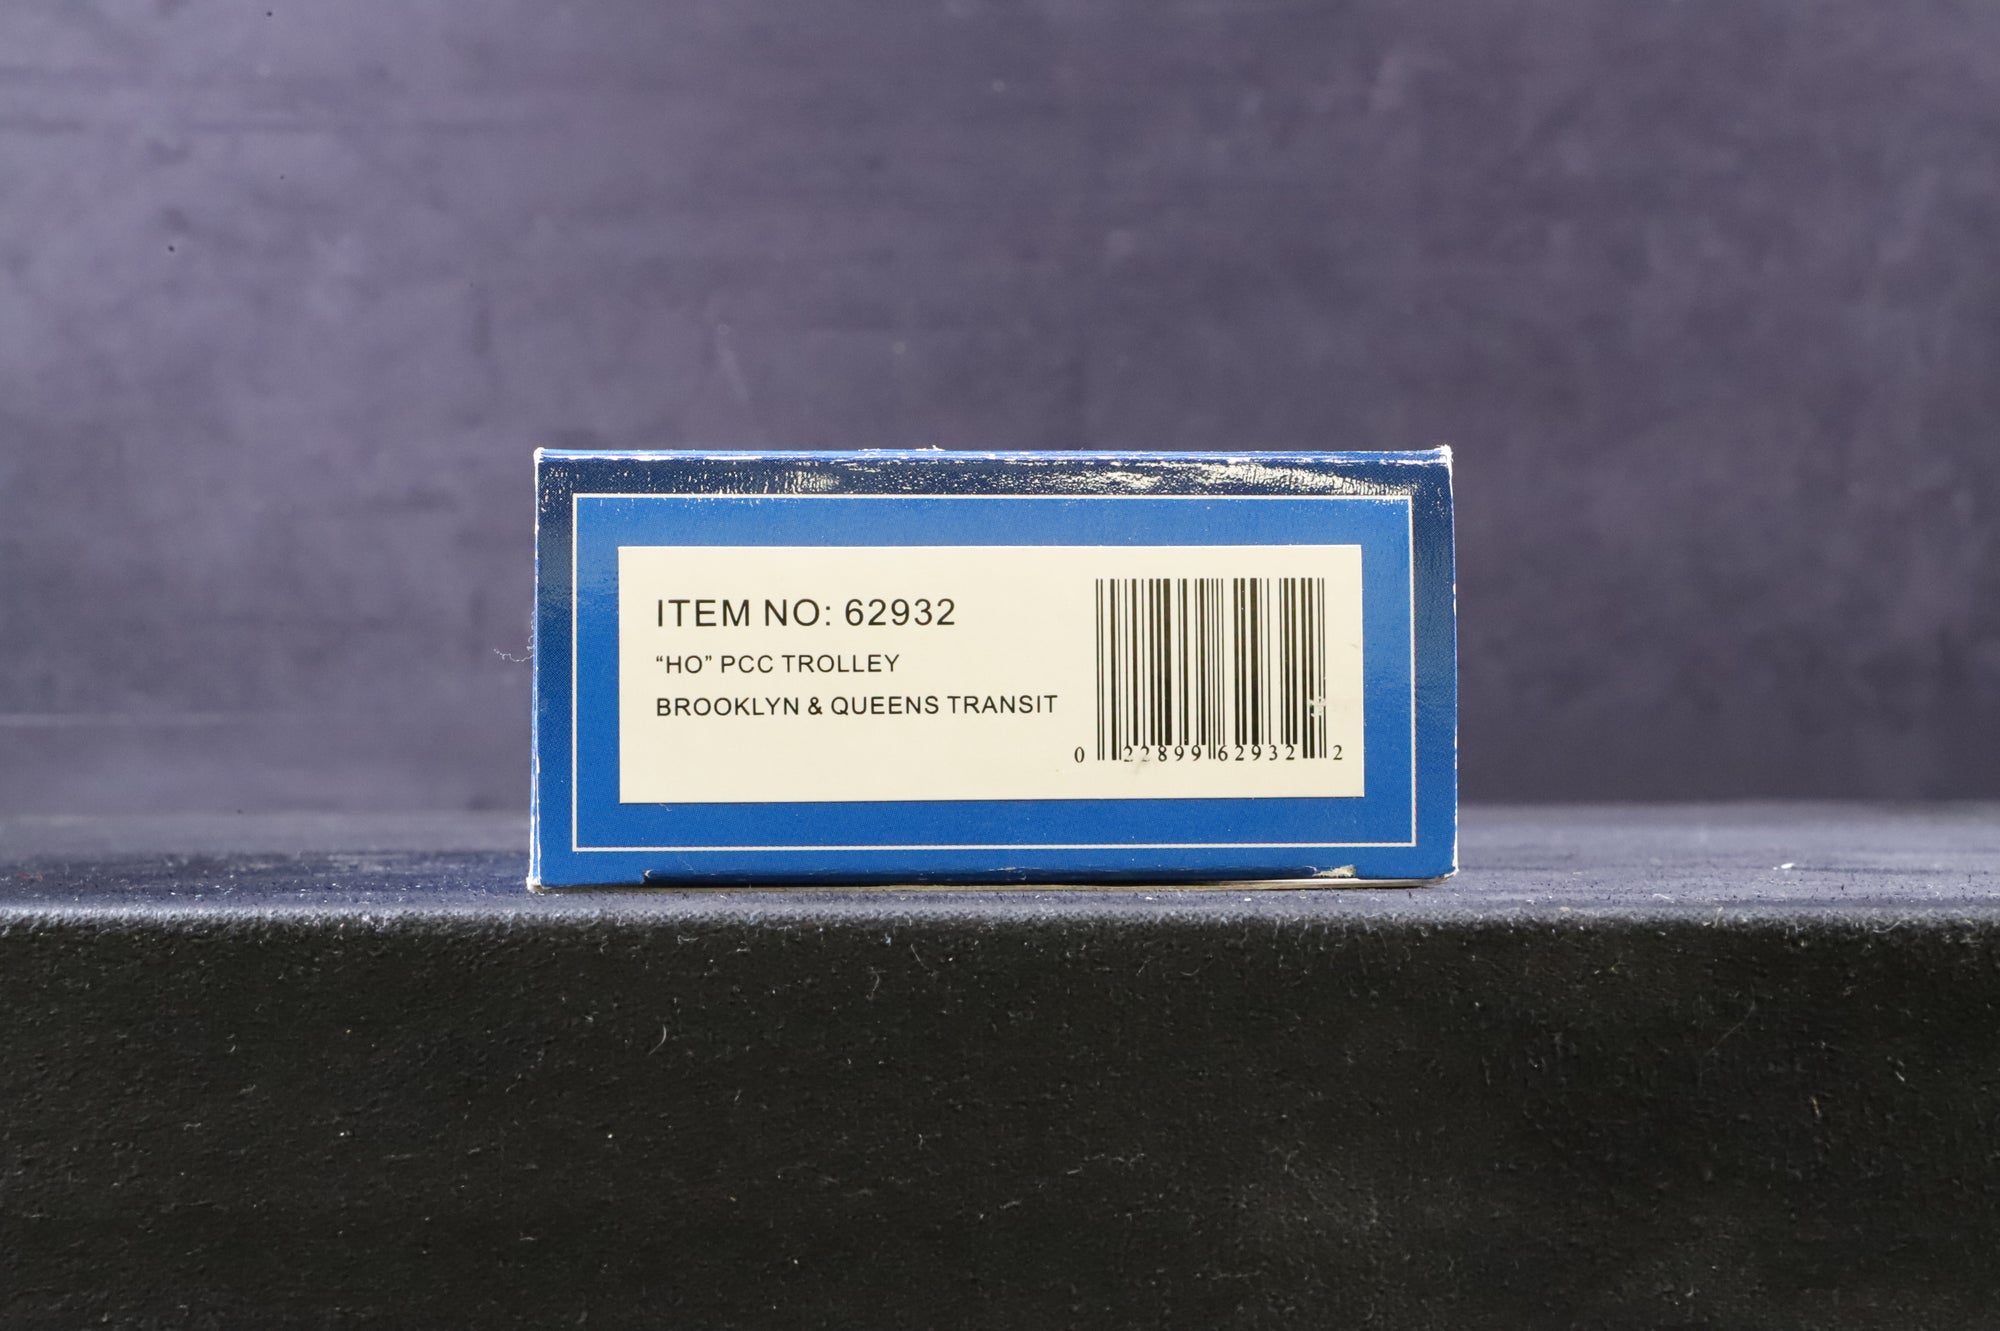 ITEM NO: 62932
“HO” PCC TROLLEY
BROOKLYN & QUEENS TRANSIT
0 22899 62932 2